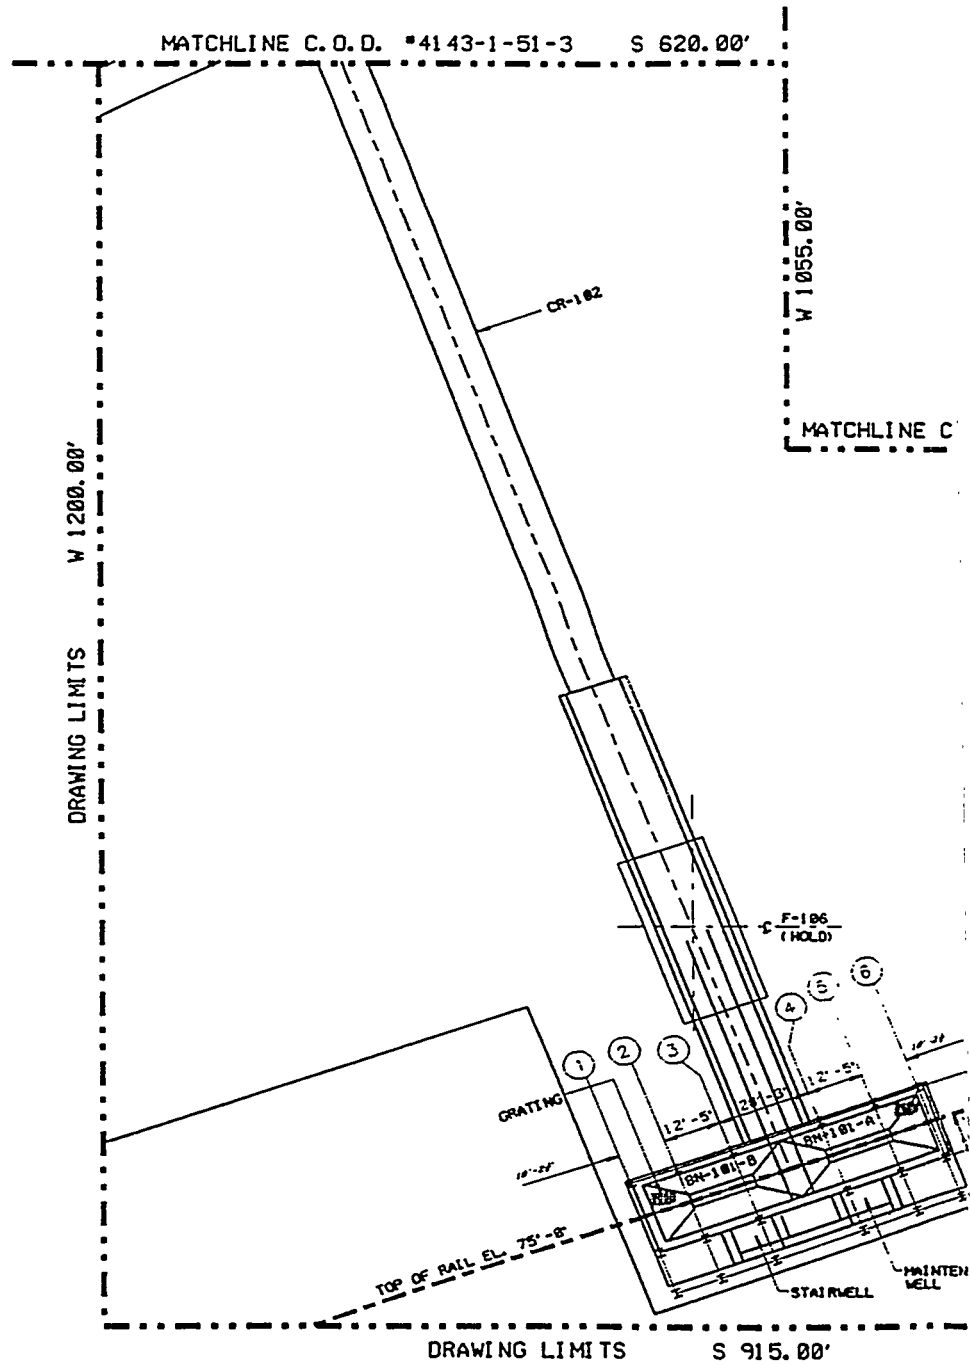 MATCHLINE C.O.D. #4143-1-51-3 S 620.00'
W 1055.00'
CR-102
MATCHLINE C
DRAWING LIMITS W 1200.00'
℄ F-106
(HOLD)
1
2
3
4
5
6
GRATING
12'-5"
12'-5"
BN-101-B
BN-101-A
TOP OF RAIL EL. 75'-0"
STAIRWELL
MAINTEN
WELL
DRAWING LIMITS S 915.00'